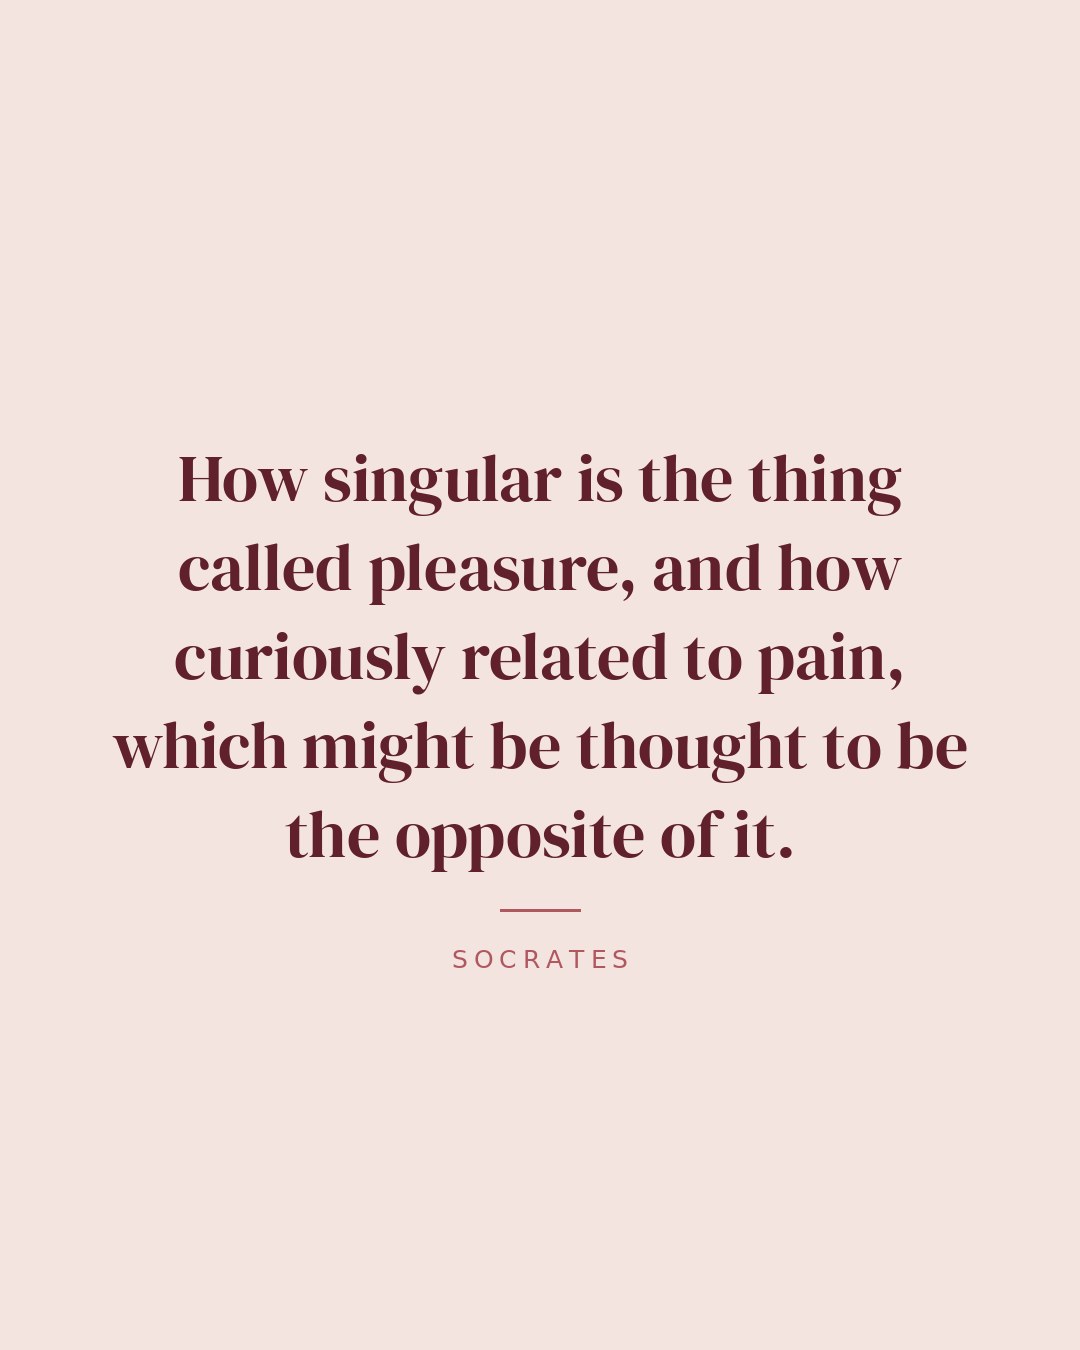 How singular is the thing
called pleasure, and how
curiously related to pain,
which might be thought to be
the opposite of it.
SOCRATES